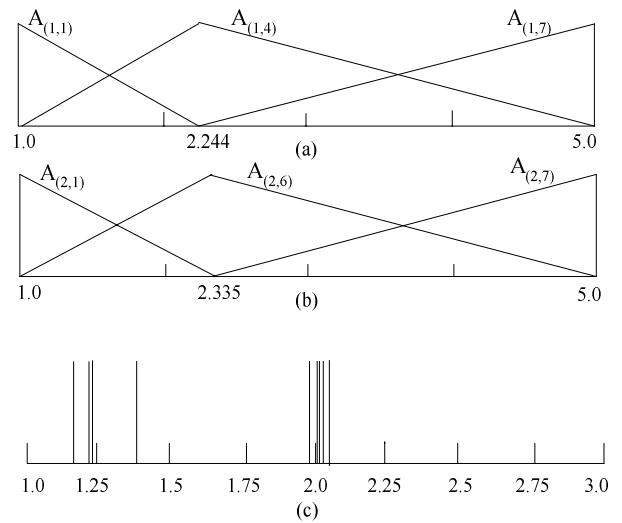 A(1,1) A(1,4) A(1,7)
1.0 2.244 5.0
(a)
A(2,1) A(2,6) A(2,7)
1.0 2.335 5.0
(b)
1.0 1.25 1.5 1.75 2.0 2.25 2.5 2.75 3.0
(c)